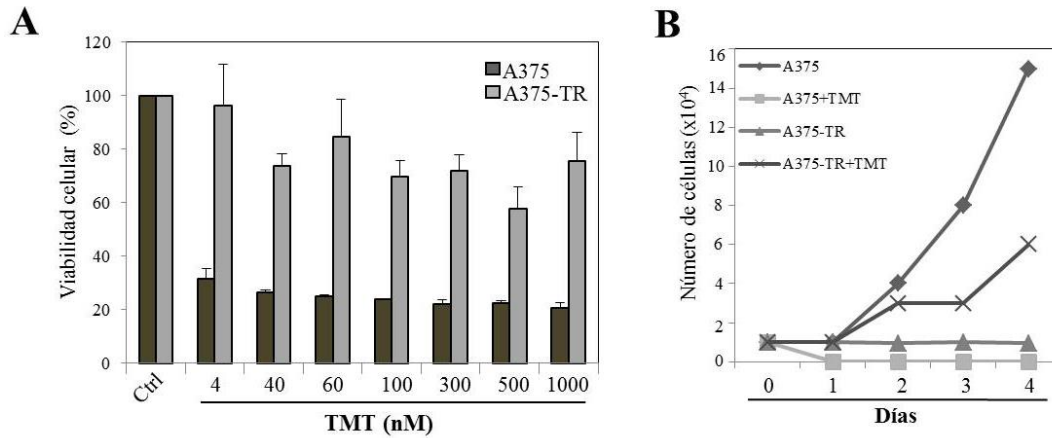 A
Viabilidad celular (%)
120
100
80
60
40
20
0
A375
A375-TR
Ctrl
4 40 60 100 300 500 1000
TMT (nM)
B
Número de células (x10⁴)
16
14
12
10
8
6
4
2
0
A375
A375+TMT
A375-TR
A375-TR+TMT
0 1 2 3 4
Días